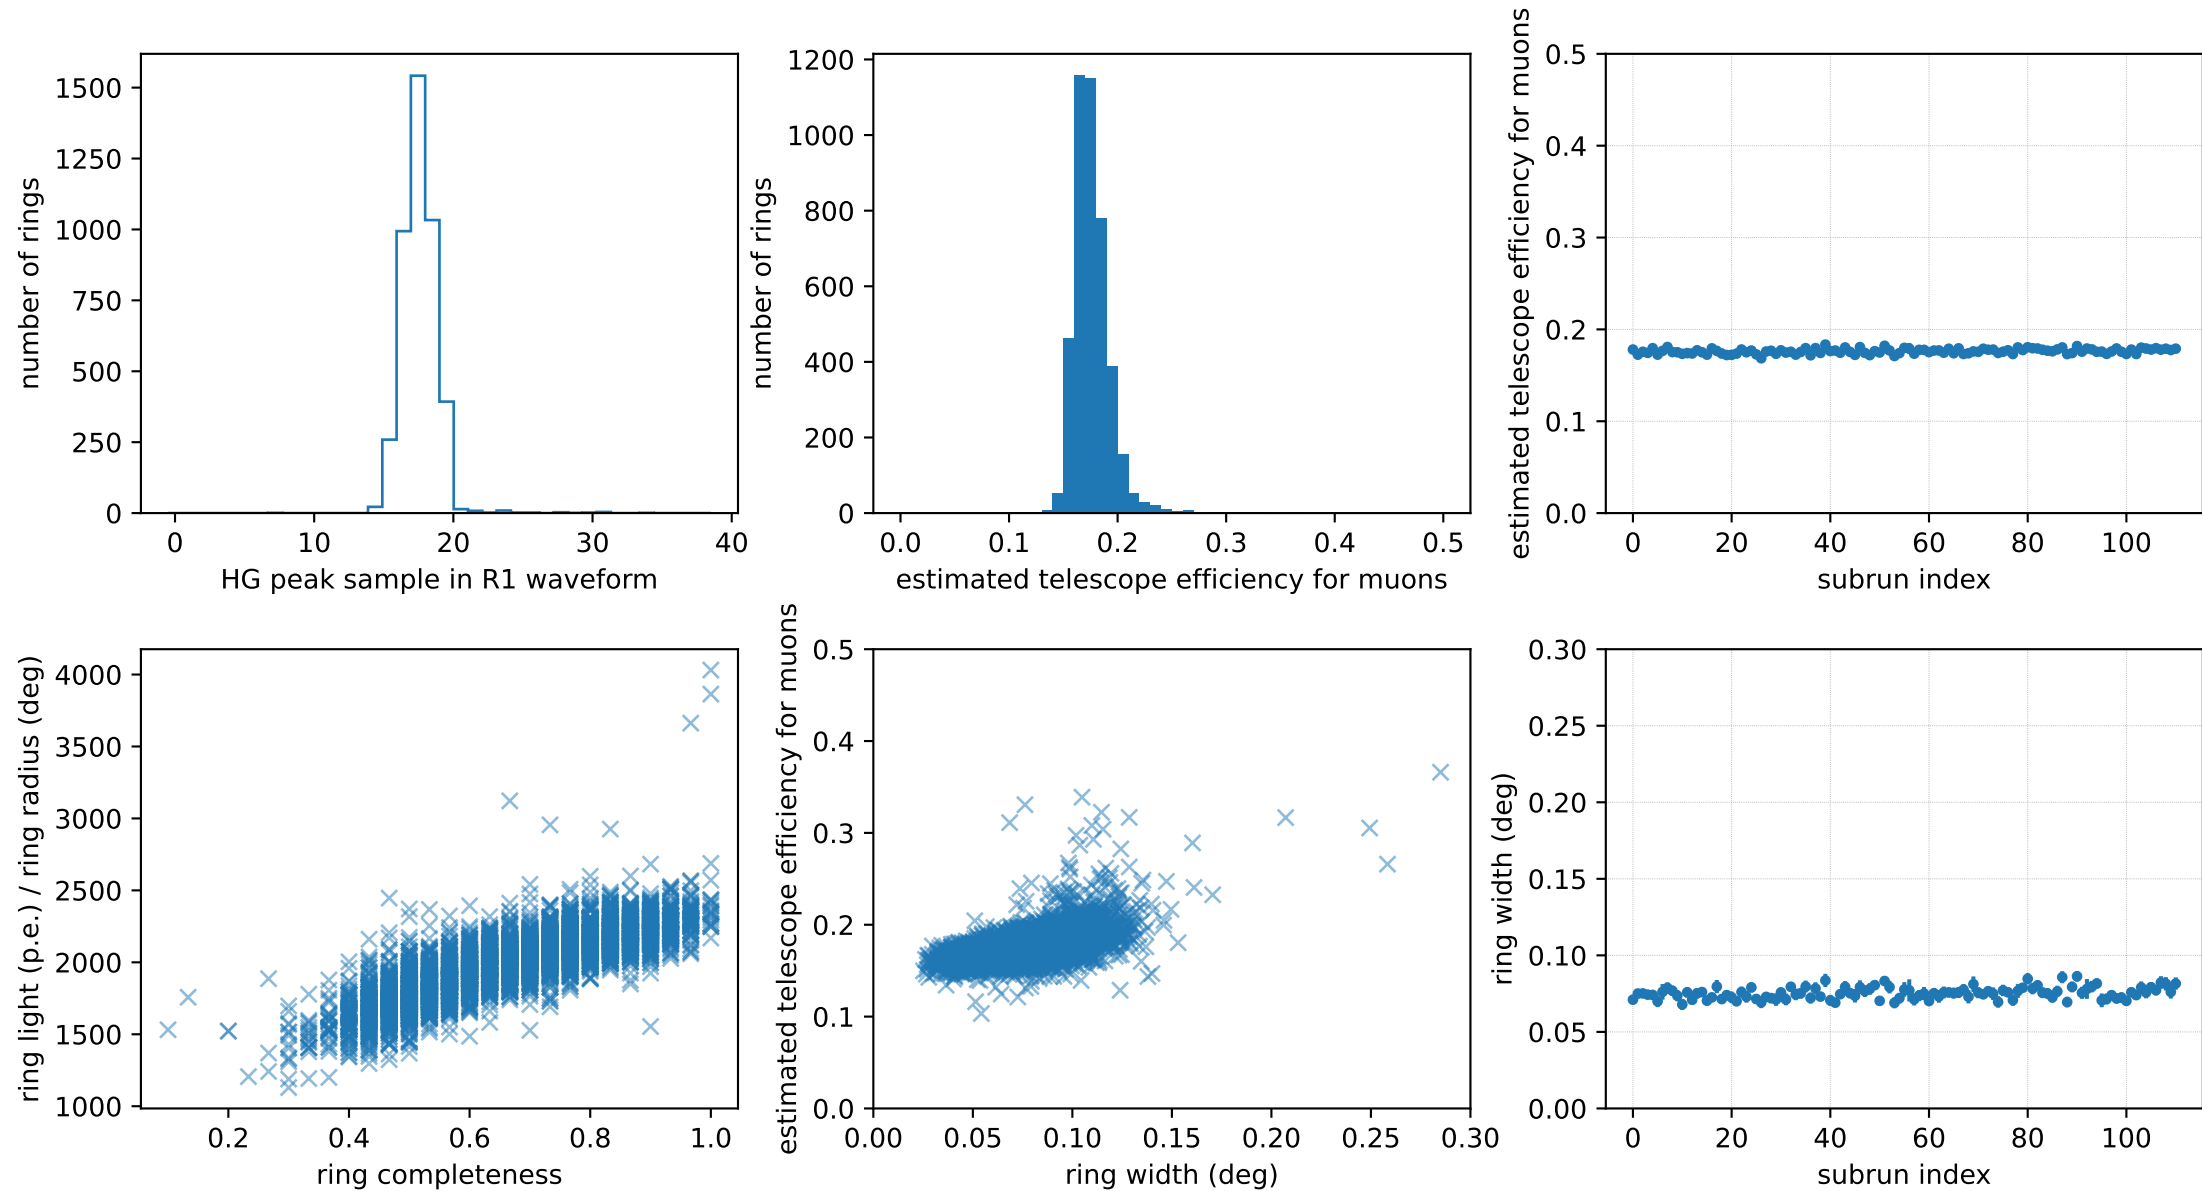 number of rings
1500
1250
1000
750
500
250
0
0 10 20 30 40
HG peak sample in R1 waveform
number of rings
1200
1000
800
600
400
200
0
0.0 0.1 0.2 0.3 0.4 0.5
estimated telescope efficiency for muons
estimated telescope efficiency for muons
0.5
0.4
0.3
0.2
0.1
0.0
0 20 40 60 80 100
subrun index
ring light (p.e.) / ring radius (deg)
4000
3500
3000
2500
2000
1500
1000
0.2 0.4 0.6 0.8 1.0
ring completeness
estimated telescope efficiency for muons
0.5
0.4
0.3
0.2
0.1
0.0
0.00 0.05 0.10 0.15 0.20 0.25 0.30
ring width (deg)
ring width (deg)
0.30
0.25
0.20
0.15
0.10
0.05
0.00
0 20 40 60 80 100
subrun index